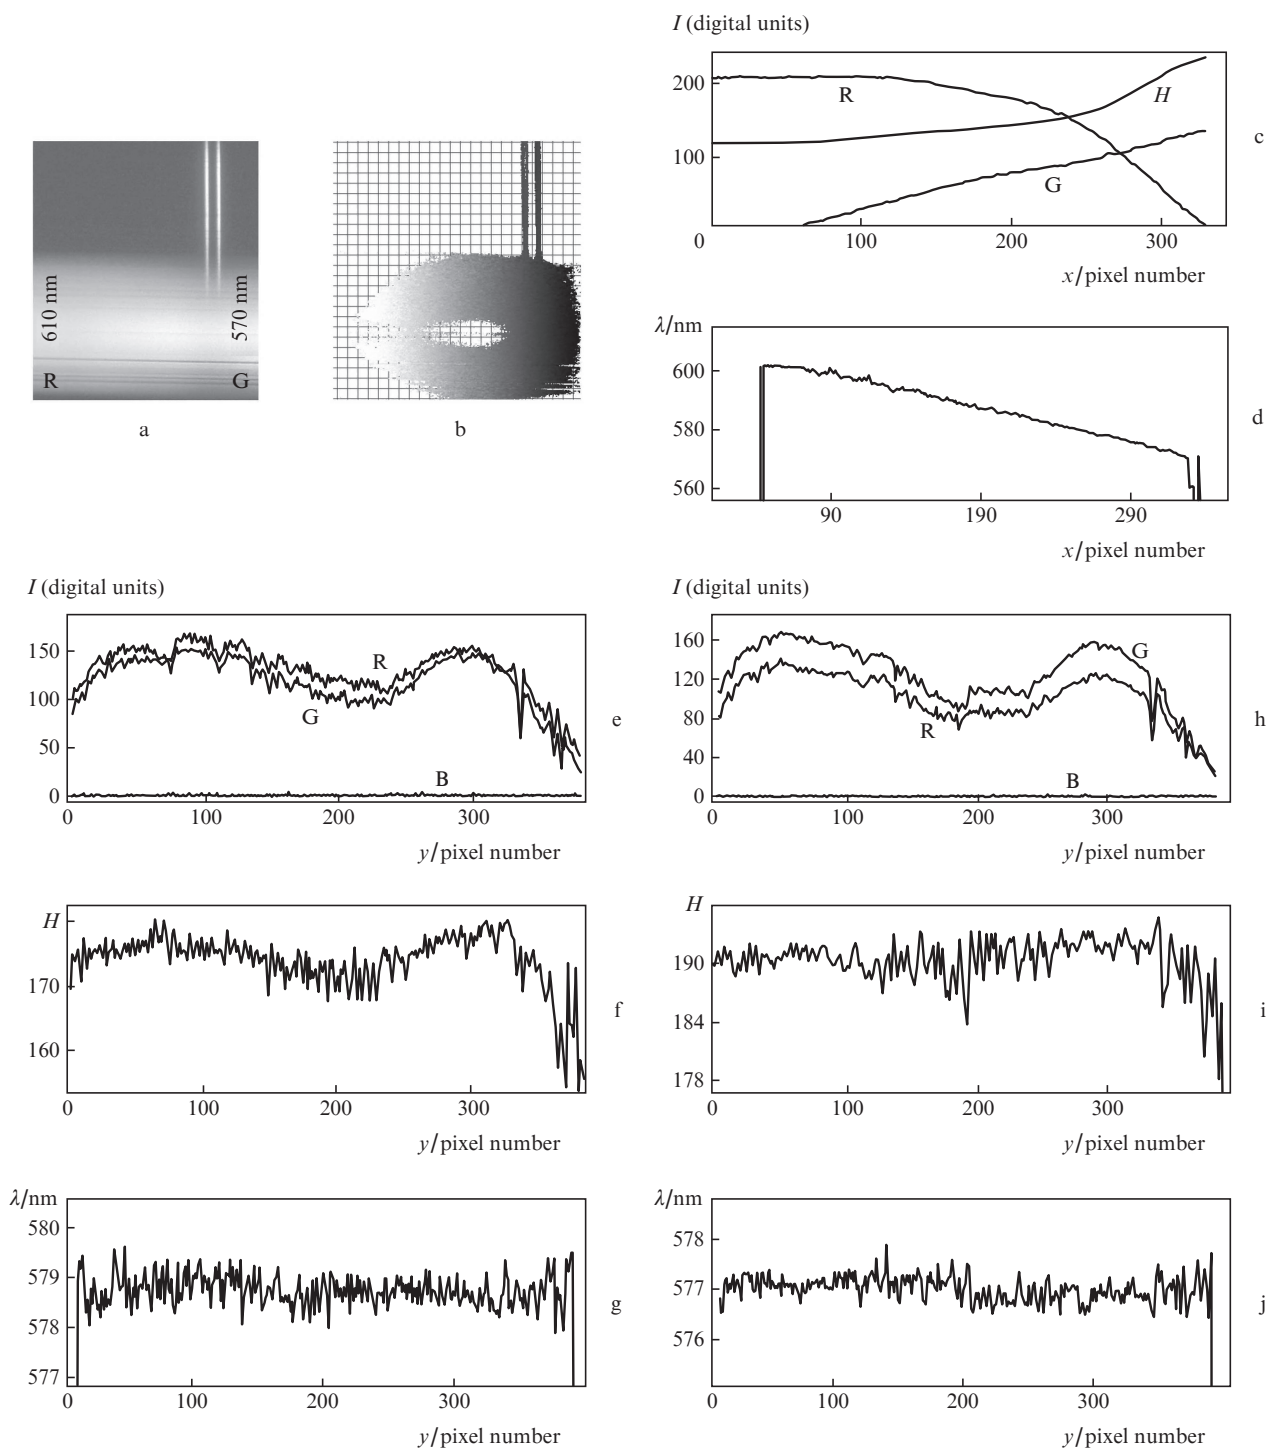 610 nm
570 nm
R
G
a
b
I (digital units)
200
100
R
H
G
0
100
200
300
x/pixel number
c
λ/nm
600
580
560
90
190
290
x/pixel number
d
I (digital units)
150
100
50
0
R
G
B
0
100
200
300
y/pixel number
e
I (digital units)
160
120
80
40
0
G
R
B
0
100
200
300
y/pixel number
h
H
170
160
0
100
200
300
y/pixel number
f
H
190
184
178
0
100
200
300
y/pixel number
i
λ/nm
580
579
578
577
0
100
200
300
y/pixel number
g
λ/nm
578
577
576
0
100
200
300
y/pixel number
j